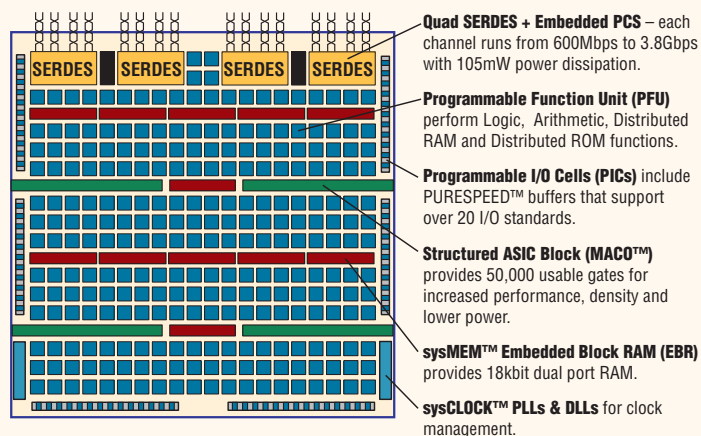 SERDES SERDES SERDES SERDES
Quad SERDES + Embedded PCS – each
channel runs from 600Mbps to 3.8Gbps
with 105mW power dissipation.
Programmable Function Unit (PFU)
perform Logic, Arithmetic, Distributed
RAM and Distributed ROM functions.
Programmable I/O Cells (PICs) include
PURESPEED™ buffers that support
over 20 I/O standards.
Structured ASIC Block (MACO™)
provides 50,000 usable gates for
increased performance, density and
lower power.
sysMEM™ Embedded Block RAM (EBR)
provides 18kbit dual port RAM.
sysCLOCK™ PLLs & DLLs for clock
management.